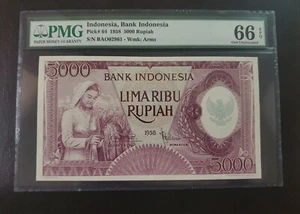 PMG
Indonesia, Bank Indonesia
Pick# 64 1958 5000 Rupiah
S/N BAO02981 - Wmk: Arms
66 EPQ
5000
BANK INDONESIA
LIMA RIBU
RUPIAH
1958
5000